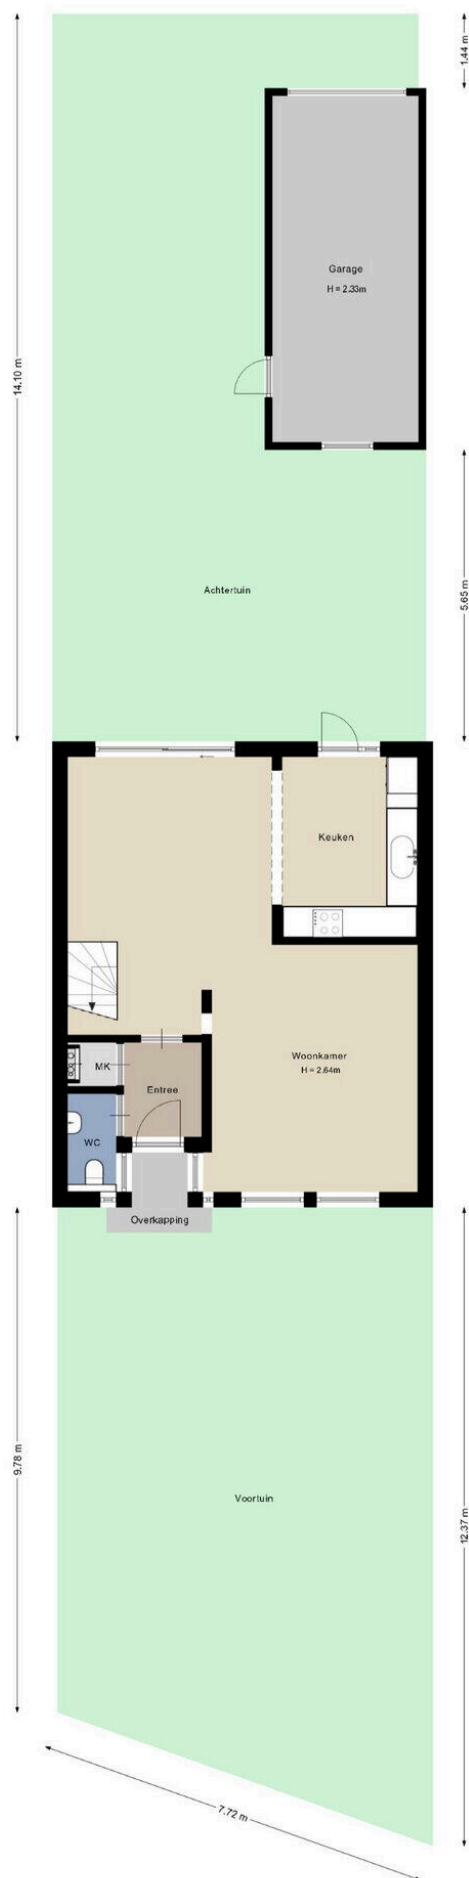 1.44 m
Garage
H = 2.33m
14.10 m
5.65 m
Achtertuin
Keuken
Woonkamer
H = 2.64m
MK
Entree
WC
Overkapping
9.78 m
12.37 m
Voortuin
7.72 m